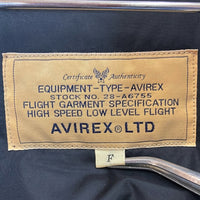 Certificate Authenticity
EQUIPMENT-TYPE-AVIREX
STOCK NO. 28-A6755
FLIGHT GARMENT SPECIFICATION
HIGH SPEED LOW LEVEL FLIGHT
AVIREX® LTD
F